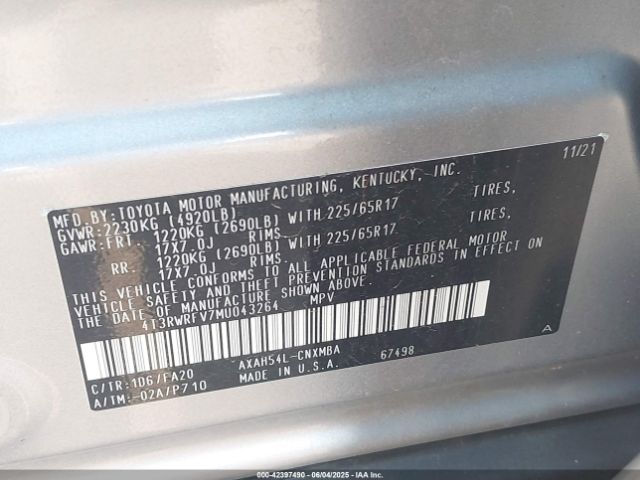 11/21
MFD.BY:TOYOTA MOTOR MANUFACTURING, KENTUCKY, INC.
GVWR:2230KG (4920LB)
GAWR:FRT. 1220KG (2690LB) WITH 225/65R17 TIRES,
17X7.0J RIMS
RR. 1220KG (2690LB) WITH 225/65R17 TIRES,
17X7.0J RIMS.
THIS VEHICLE CONFORMS TO ALL APPLICABLE FEDERAL MOTOR
VEHICLE SAFETY AND THEFT PREVENTION STANDARDS IN EFFECT ON
THE DATE OF MANUFACTURE SHOWN ABOVE.
4T3RWRFV7MU043264 MPV
A
C/TR:1D6/FA20 AXAH54L-CNXMBA 67498
A/TM:-02A/P710 MADE IN U.S.A.
000-42397490 - 06/04/2025 - IAA Inc.